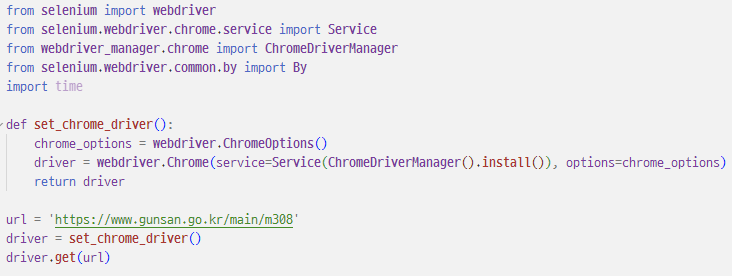 from selenium import webdriver
from selenium.webdriver.chrome.service import Service
from webdriver_manager.chrome import ChromeDriverManager
from selenium.webdriver.common.by import By
import time

def set_chrome_driver():
    chrome_options = webdriver.ChromeOptions()
    driver = webdriver.Chrome(service=Service(ChromeDriverManager().install()), options=chrome_options)
    return driver

url = 'https://www.gunsan.go.kr/main/m308'
driver = set_chrome_driver()
driver.get(url)